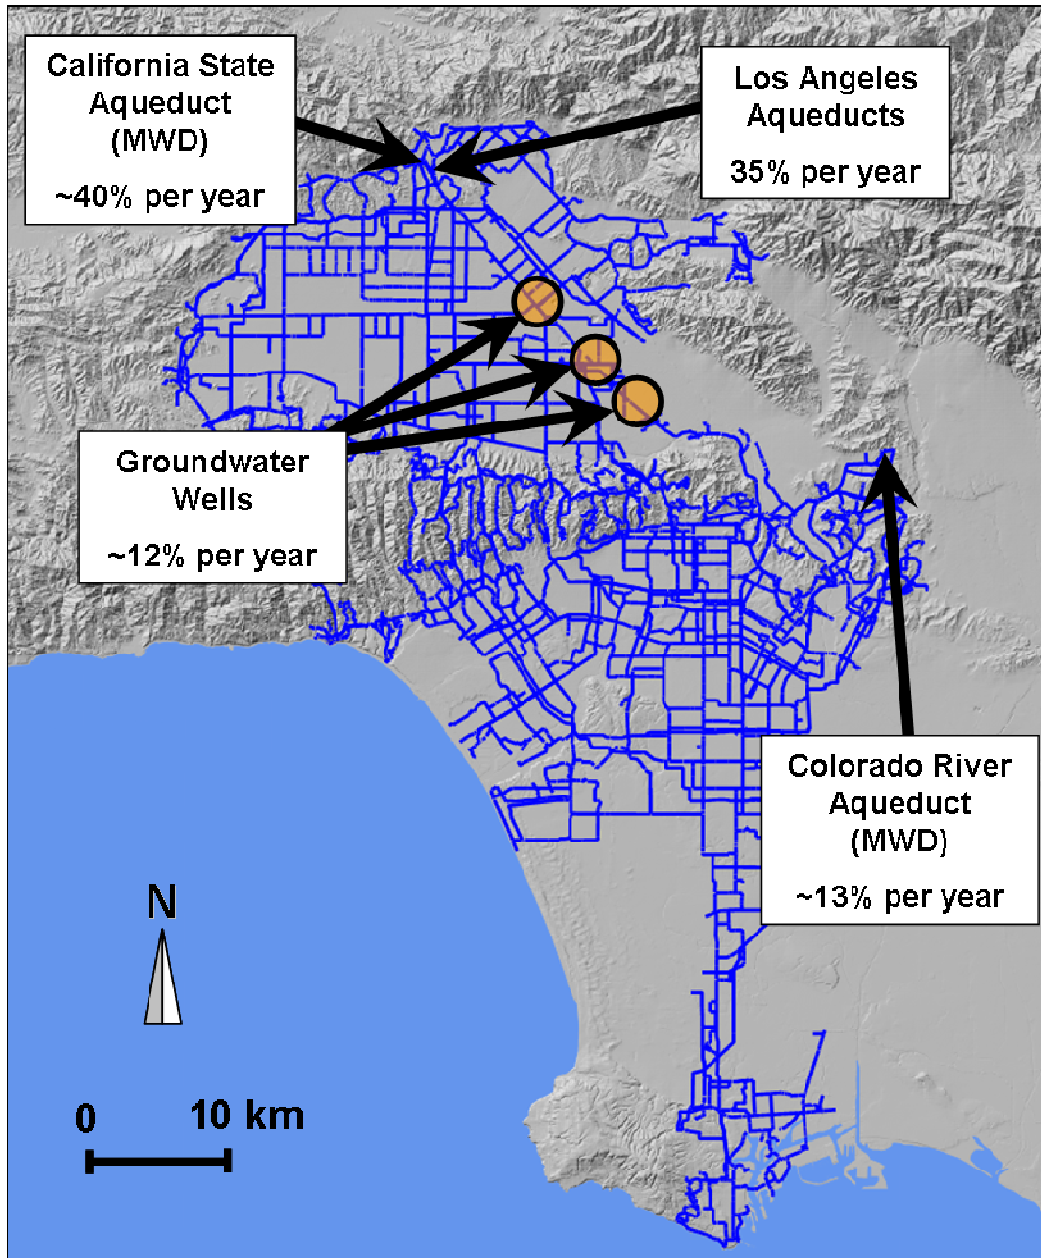 California State
Aqueduct
(MWD)
~40% per year
Los Angeles
Aqueducts
35% per year
Groundwater
Wells
~12% per year
Colorado River
Aqueduct
(MWD)
~13% per year
N
0 10 km